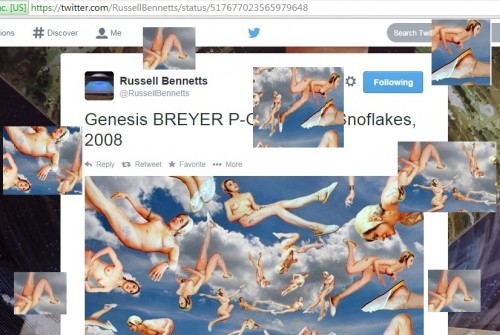 nc. [US] https://twitter.com/RussellBennetts/status/517677023565979648
ions # Discover Me Search Twit
Russell Bennetts
@RussellBennetts
Following
Genesis BREYER P- Snoflakes,
2008
Reply Retweet Favorite More